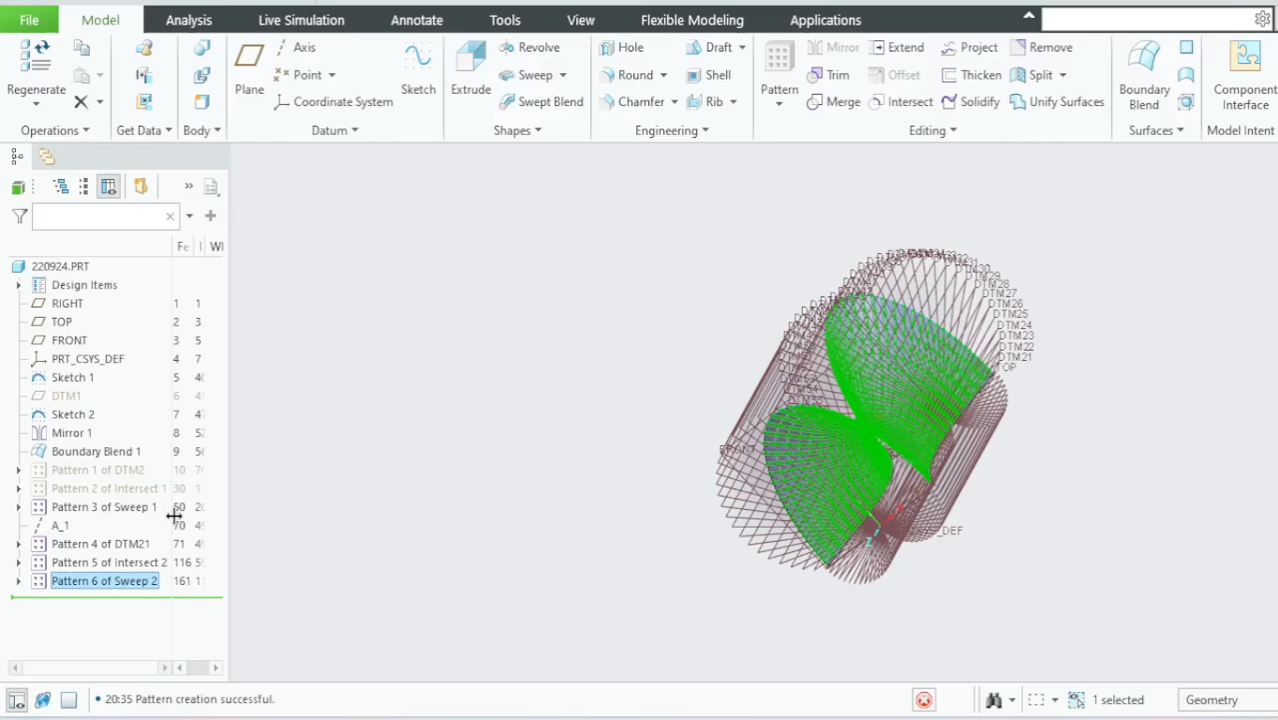 File Model Analysis Live Simulation Annotate Tools View Flexible Modeling Applications
Regenerate
Operations
Get Data
Body
Plane
Axis
Point
Coordinate System
Sketch
Datum
Extrude
Revolve
Sweep
Swept Blend
Shapes
Hole
Round
Chamfer
Draft
Shell
Rib
Engineering
Pattern
Mirror
Trim
Merge
Extend
Offset
Intersect
Project
Thicken
Solidify
Remove
Split
Unify Surfaces
Editing
Boundary
Blend
Surfaces
Component
Interface
Model Intent
Fe
220924.PRT
Design Items
RIGHT 1 1
TOP 2 3
FRONT 3 5
PRT_CSYS_DEF 4 7
Sketch 1 5
DTM1 6
Sketch 2 7
Mirror 1 8
Boundary Blend 1 9
Pattern 1 of DTM2 10
Pattern 2 of Intersect 1 30
Pattern 3 of Sweep 1 50
A_1 70
Pattern 4 of DTM21 71
Pattern 5 of Intersect 2 116
Pattern 6 of Sweep 2 161
DTM28
DTM27
DTM26
DTM25
DTM24
DTM23
DTM22
DTM21
TOP
_DEF
Z
• 20:35 Pattern creation successful.
1 selected
Geometry